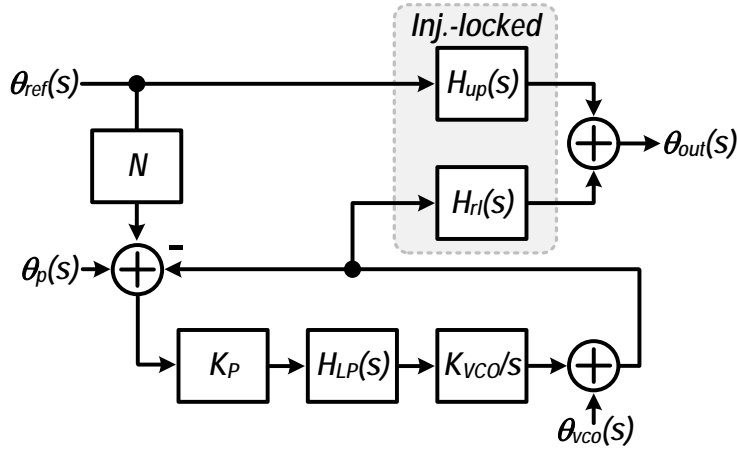 Inj.-locked
θref(s)
Hup(s)
N
θout(s)
Hrl(s)
-
θp(s)
+
+
KP
HLP(s)
KVCO/s
+
θvco(s)